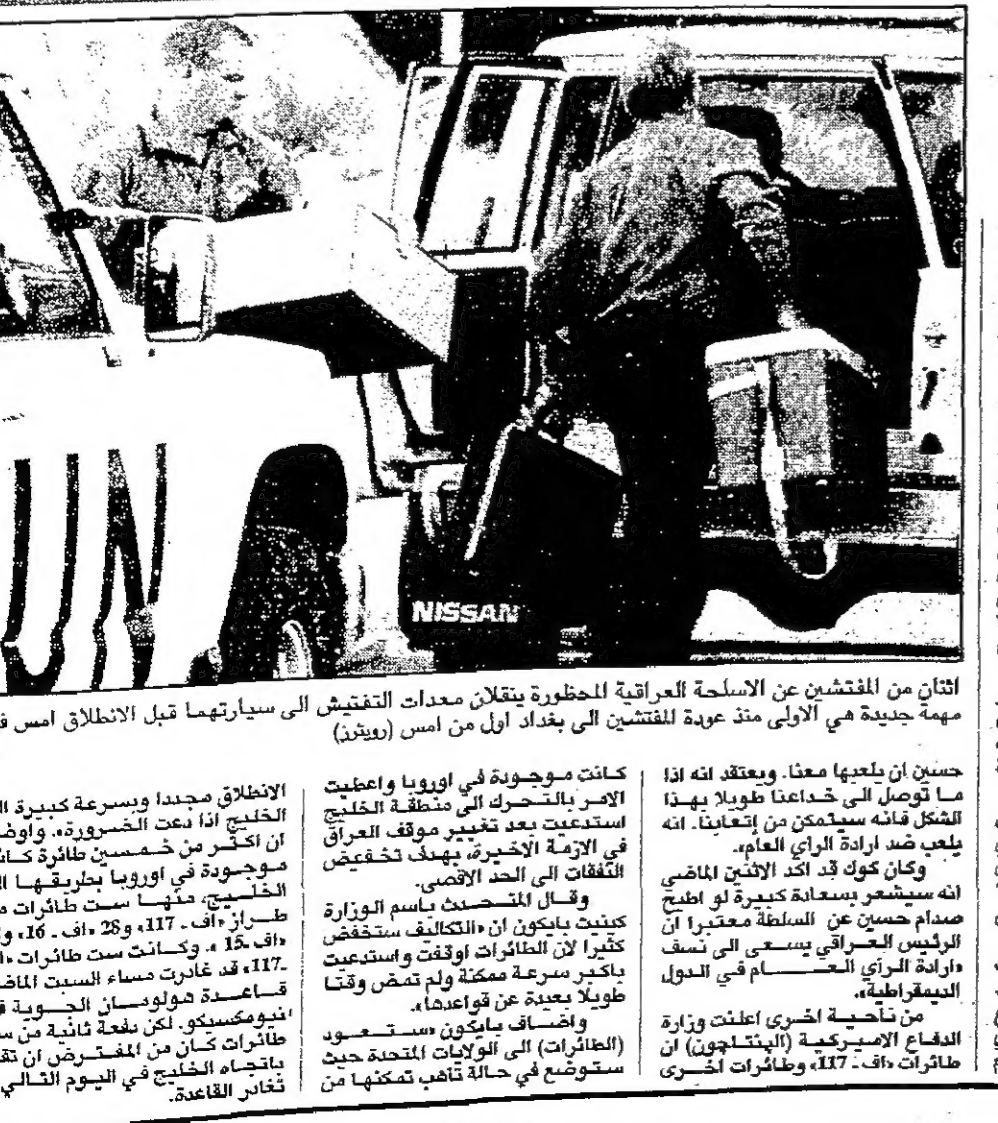 UN
NISSAN
اثنان من المفتشين عن الاسلحة العراقية المحظورة ينقلان معدات التفتيش الى سيارتهما قبل الانطلاق امس
مهمة جديدة هي الاولى منذ عودة المفتشين الى بغداد اول من امس (رويترز)
حسين ان يلعبها معنا. ويعتقد انه اذا
ما توصل الى خداعنا طويلا بهذا
الشكل فانه سيتمكن من إتعابنا. انه
يلعب ضد ارادة الراي العام».
وكان كوك قد اكد الاثنين الماضي
انه سيشعر بسعادة كبيرة لو اطيح
صدام حسين عن السلطة معتبرا ان
الرئيس العراقي يسعى الى نسف
«ارادة الرأي العام في الدول
الديمقراطية».
من ناحية اخرى اعلنت وزارة
الدفاع الاميركية (البنتاجون) ان
طائرات «اف ـ 117» وطائرات اخرى
كانت موجودة في اوروبا واعطيت
الامر بالتحرك الى منطقة الخليج
استدعيت بعد تغيير موقف العراق
في الازمة الاخيرة، بهدف تخفيض
النفقات الى الحد الاقصى.
وقال المتحدث باسم الوزارة
كينيث بايكون ان «التكاليف ستخفض
كثيرا لان الطائرات اوقفت واستدعيت
باكبر سرعة ممكنة ولم تمض وقتا
طويلا بعيدة عن قواعدها».
واضاف بايكون «ستعود
(الطائرات) الى الولايات المتحدة حيث
ستوضع في حالة تأهب تمكنها من
الانطلاق مجددا وبسرعة كبيرة
الخليج اذا دعت الضرورة».
ان اكثر من خمسين طائرة
موجودة في اوروبا بطريقها
الخليج، منها ست طائرات
طراز «اف ـ 117» و28 «اف ـ 16»
«اف ـ15 ». وكانت ست طائرات
ـ117» قد غادرت مساء السبت
قاعدة هولومان الجوية
نيومكسيكو. لكن دفعة ثانية من
طائرات كان من المفترض ان
باتجاه الخليج في اليوم التالي
تغادر القاعدة.